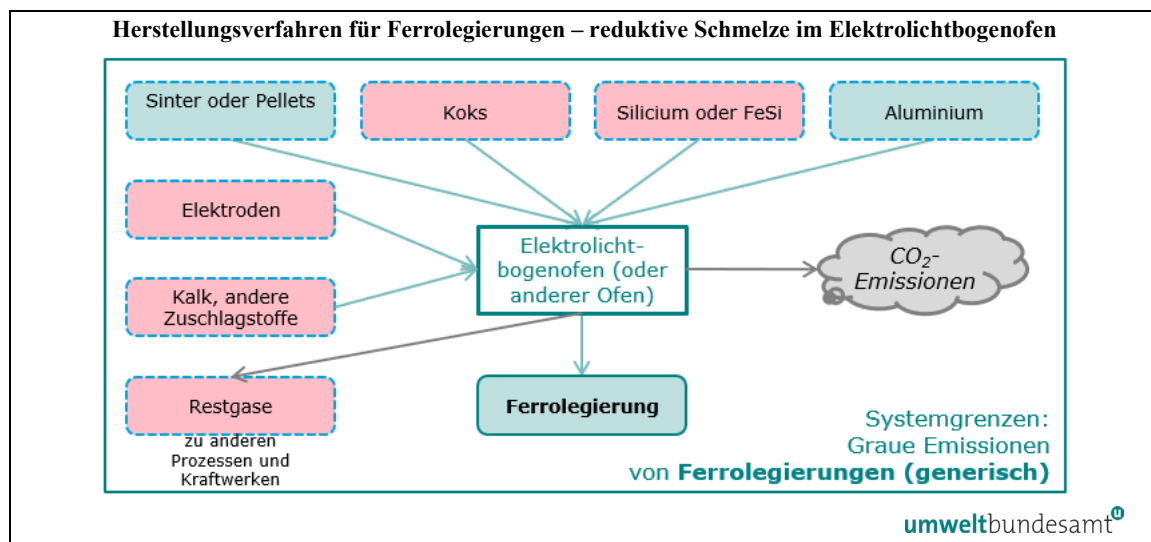 Herstellungsverfahren für Ferrolegierungen – reduktive Schmelze im Elektrolichtbogenofen
Sinter oder Pellets
Koks
Silicium oder FeSi
Aluminium
Elektroden
Elektrolicht-
bogenofen (oder
anderer Ofen)
CO₂-
Emissionen
Kalk, andere
Zuschlagstoffe
Restgase
zu anderen
Prozessen und
Kraftwerken
Ferrolegierung
Systemgrenzen:
Graue Emissionen
von Ferrolegierungen (generisch)
umweltbundesamt
u